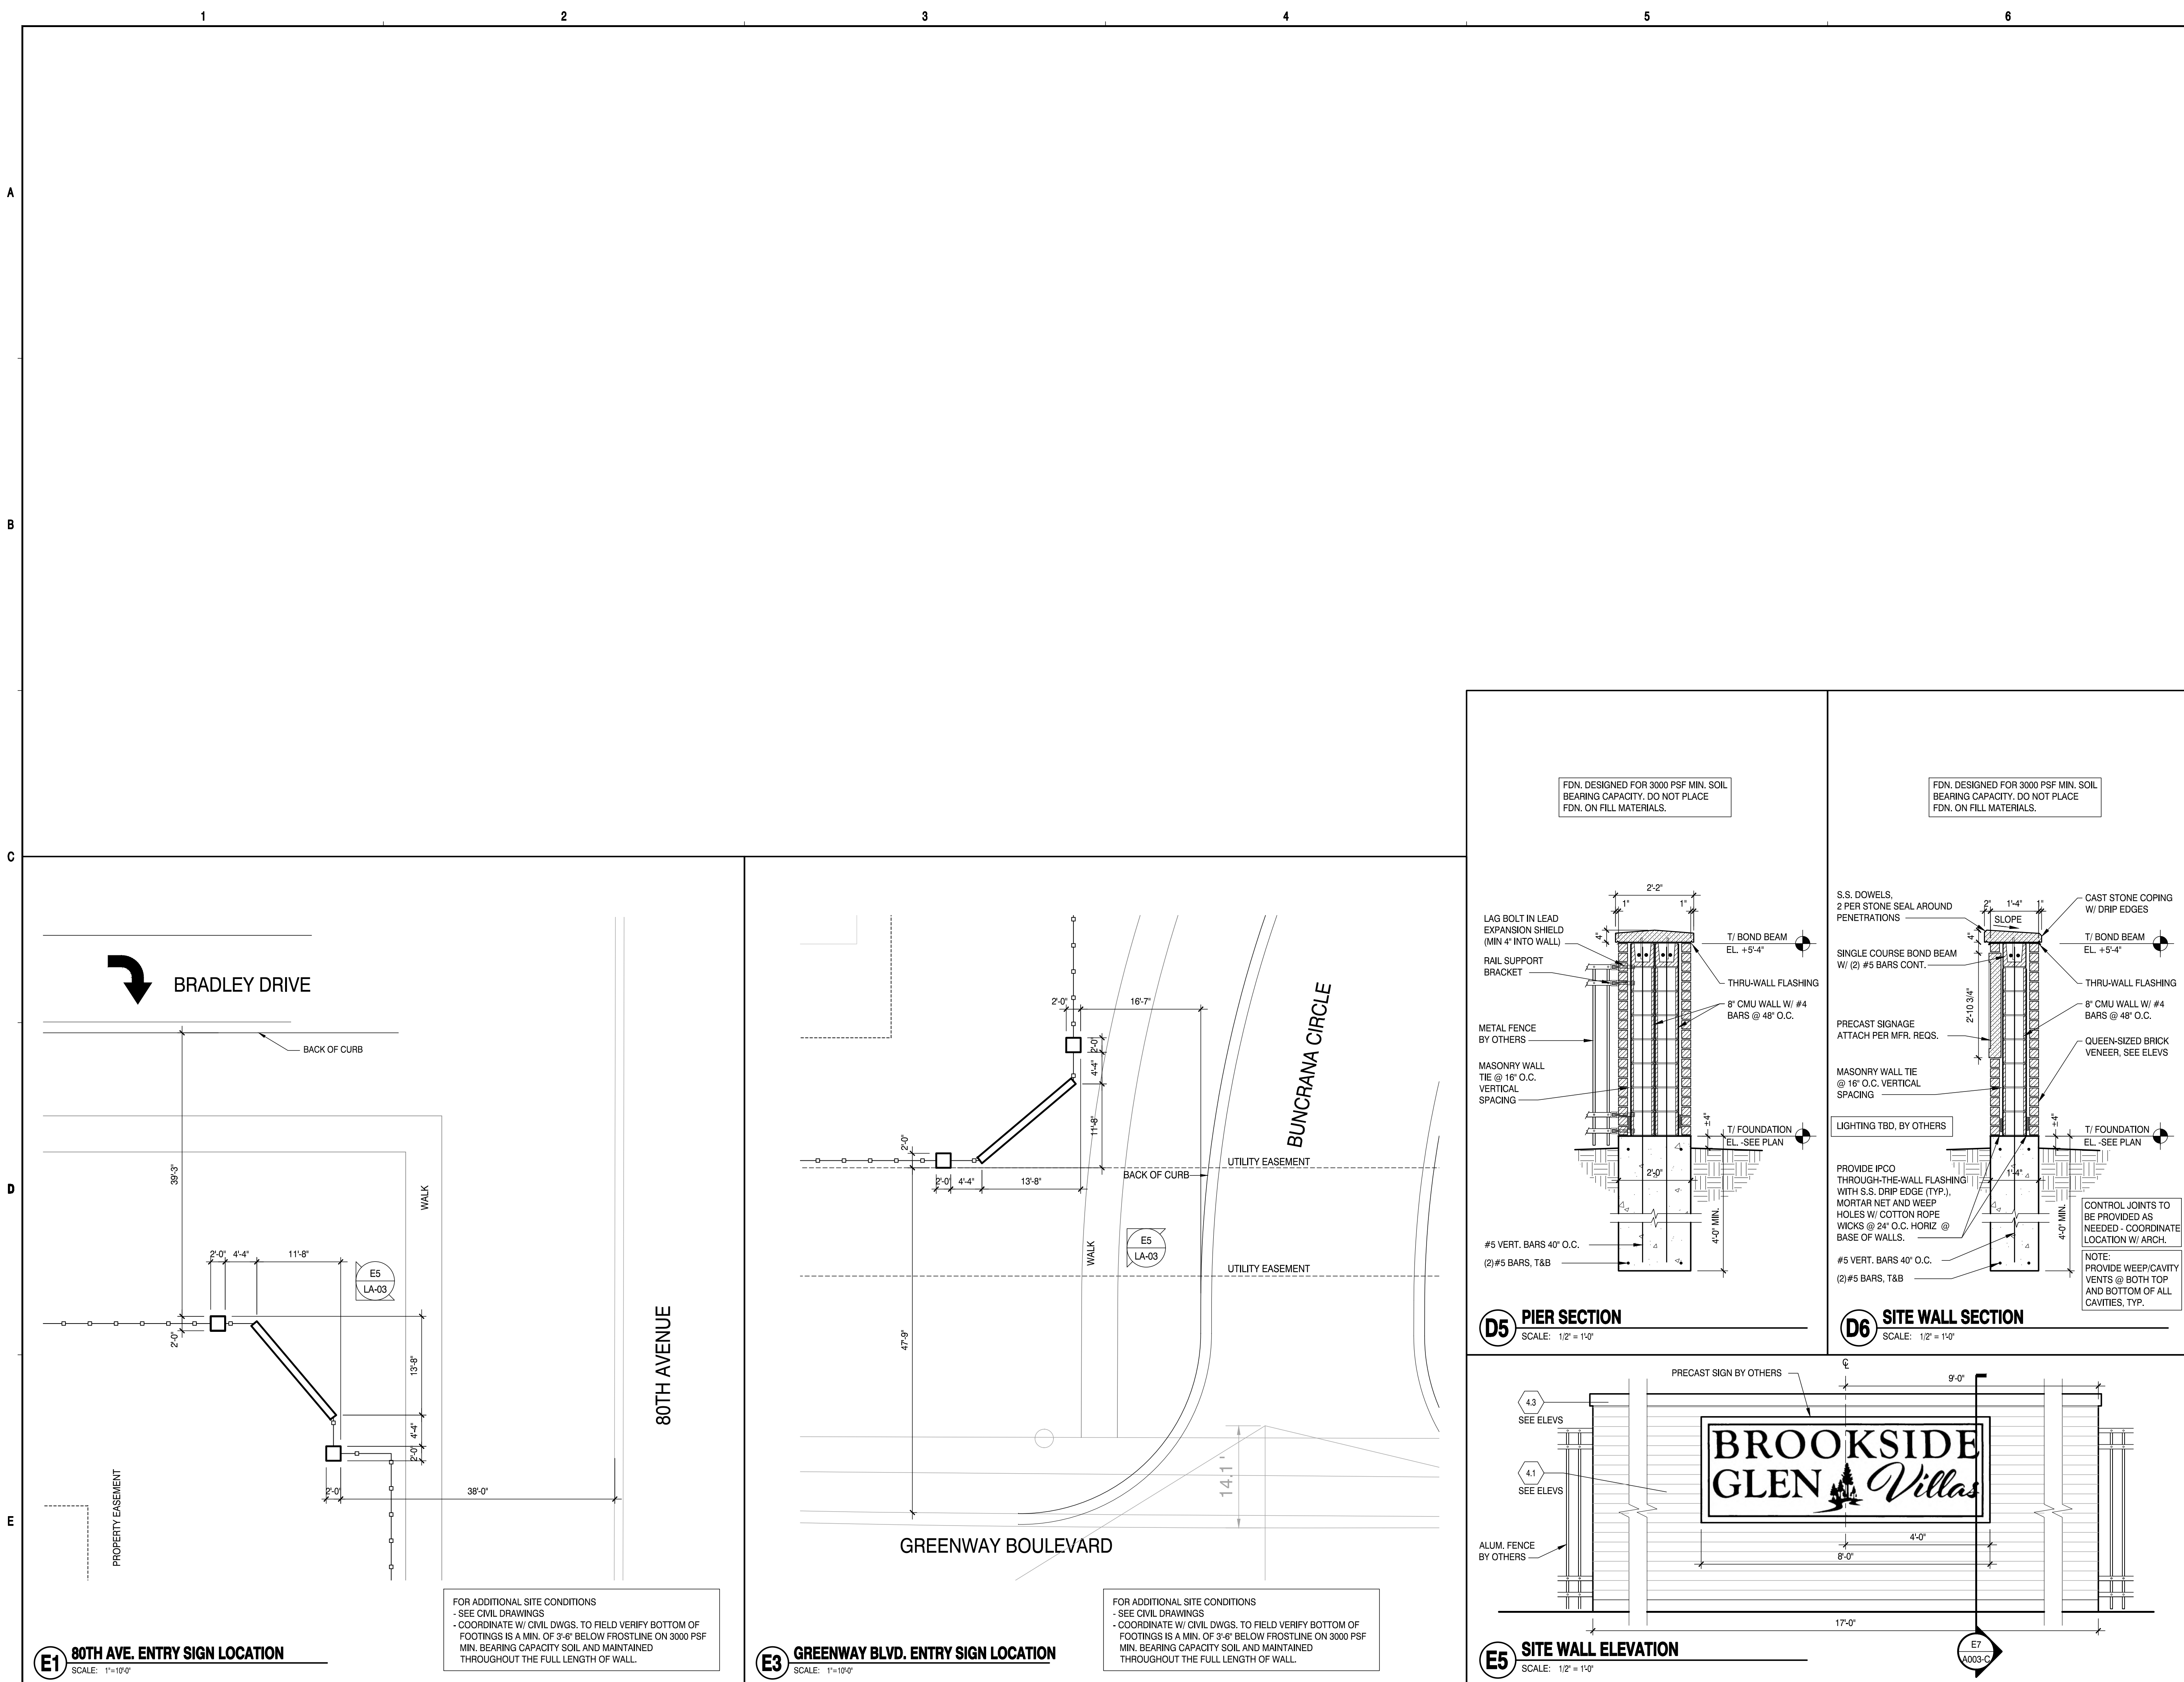 1 2 3 4 5 6
A
B
C
D
E
BRADLEY DRIVE
BACK OF CURB
39'-3"
WALK
2'-0" 4'-4" 11'-8"
E5
LA-03
2'-0"
13'-8"
4'-4"
2'-0"
80TH AVENUE
2'-0"
38'-0"
PROPERTY EASEMENT
FOR ADDITIONAL SITE CONDITIONS
- SEE CIVIL DRAWINGS
- COORDINATE W/ CIVIL DWGS. TO FIELD VERIFY BOTTOM OF
FOOTINGS IS A MIN. OF 3'-6" BELOW FROSTLINE ON 3000 PSF
MIN. BEARING CAPACITY SOIL AND MAINTAINED
THROUGHOUT THE FULL LENGTH OF WALL.
E1 80TH AVE. ENTRY SIGN LOCATION
SCALE: 1"=10'-0"
2'-0"
16'-7"
2'-0"
4'-4"
11'-8"
BUNCRANA CIRCLE
2'-0"
UTILITY EASEMENT
BACK OF CURB
2'-0" 4'-4" 13'-8"
E5
LA-03
WALK
UTILITY EASEMENT
47'-9"
14.1'
GREENWAY BOULEVARD
FOR ADDITIONAL SITE CONDITIONS
- SEE CIVIL DRAWINGS
- COORDINATE W/ CIVIL DWGS. TO FIELD VERIFY BOTTOM OF
FOOTINGS IS A MIN. OF 3'-6" BELOW FROSTLINE ON 3000 PSF
MIN. BEARING CAPACITY SOIL AND MAINTAINED
THROUGHOUT THE FULL LENGTH OF WALL.
E3 GREENWAY BLVD. ENTRY SIGN LOCATION
SCALE: 1"=10'-0"
FDN. DESIGNED FOR 3000 PSF MIN. SOIL
BEARING CAPACITY. DO NOT PLACE
FDN. ON FILL MATERIALS.
2'-2"
1" 1"
4"
LAG BOLT IN LEAD
EXPANSION SHIELD
(MIN 4" INTO WALL)
RAIL SUPPORT
BRACKET
METAL FENCE
BY OTHERS
MASONRY WALL
TIE @ 16" O.C.
VERTICAL
SPACING
T/ BOND BEAM
EL. +5'-4"
THRU-WALL FLASHING
8" CMU WALL W/ #4
BARS @ 48" O.C.
±4"
T/ FOUNDATION
EL. -SEE PLAN
2'-0"
4'-0" MIN.
#5 VERT. BARS 40" O.C.
(2)#5 BARS, T&B
D5 PIER SECTION
SCALE: 1/2" = 1'-0"
FDN. DESIGNED FOR 3000 PSF MIN. SOIL
BEARING CAPACITY. DO NOT PLACE
FDN. ON FILL MATERIALS.
S.S. DOWELS,
2 PER STONE SEAL AROUND
PENETRATIONS
2" 1'-4" 1"
SLOPE
4"
CAST STONE COPING
W/ DRIP EDGES
SINGLE COURSE BOND BEAM
W/ (2) #5 BARS CONT.
T/ BOND BEAM
EL. +5'-4"
THRU-WALL FLASHING
2'-10 3/4"
8" CMU WALL W/ #4
BARS @ 48" O.C.
PRECAST SIGNAGE
ATTACH PER MFR. REQS.
QUEEN-SIZED BRICK
VENEER, SEE ELEVS
MASONRY WALL TIE
@ 16" O.C. VERTICAL
SPACING
LIGHTING TBD, BY OTHERS
±4"
T/ FOUNDATION
EL. -SEE PLAN
PROVIDE IPCO
THROUGH-THE-WALL FLASHING
WITH S.S. DRIP EDGE (TYP.),
MORTAR NET AND WEEP
HOLES W/ COTTON ROPE
WICKS @ 24" O.C. HORIZ @
BASE OF WALLS.
1'-4"
4'-0" MIN.
CONTROL JOINTS TO
BE PROVIDED AS
NEEDED - COORDINATE
LOCATION W/ ARCH.
#5 VERT. BARS 40" O.C.
(2)#5 BARS, T&B
NOTE:
PROVIDE WEEP/CAVITY
VENTS @ BOTH TOP
AND BOTTOM OF ALL
CAVITIES, TYP.
D6 SITE WALL SECTION
SCALE: 1/2" = 1'-0"
PRECAST SIGN BY OTHERS
CL
9'-0"
4.3
SEE ELEVS
4.1
SEE ELEVS
BROOKSIDE
GLEN Villas
ALUM. FENCE
BY OTHERS
4'-0"
8'-0"
17'-0"
E7
A003-C
E5 SITE WALL ELEVATION
SCALE: 1/2" = 1'-0"